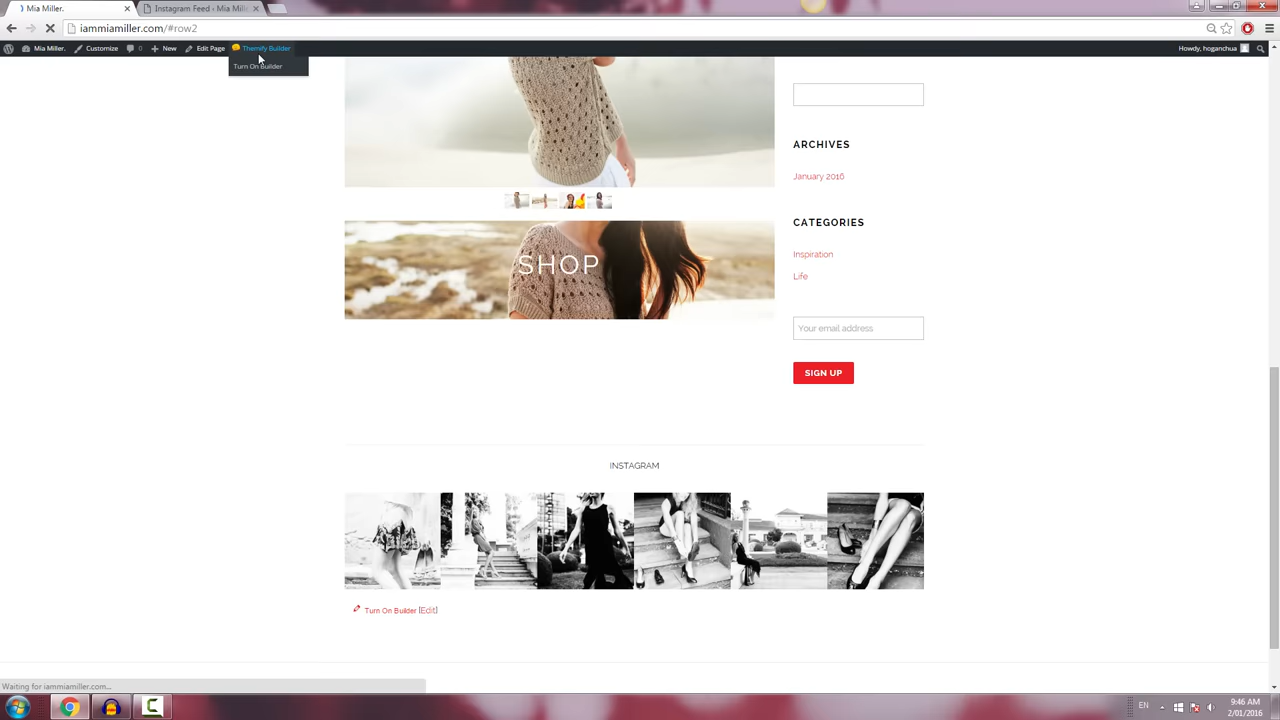 Mia Miller.
Instagram Feed ‹ Mia Mille
iammiamiller.com/#row2
Mia Miller.
Customize
0
New
Edit Page
Themify Builder
Howdy, hoganchua
Turn On Builder
ARCHIVES
January 2016
CATEGORIES
Inspiration
Life
SHOP
Your email address
SIGN UP
INSTAGRAM
Turn On Builder [Edit]
Waiting for iammiamiller.com...
EN
9:46 AM
2/01/2016